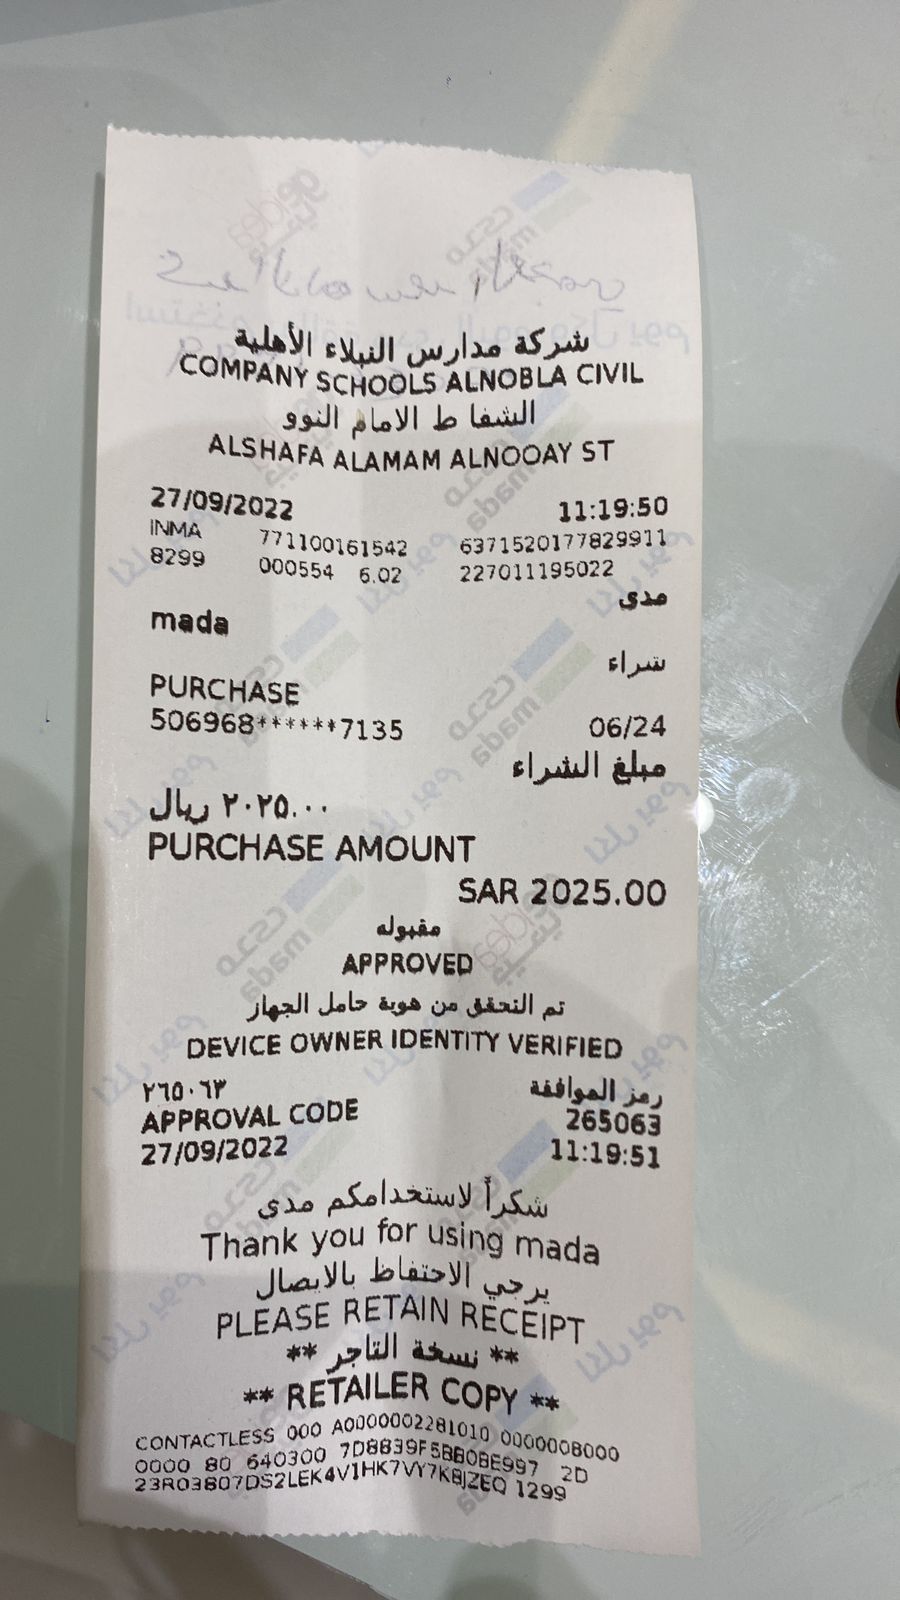 شركة مدارس النبلاء الأهلية
COMPANY SCHOOLS ALNOBLA CIVIL
الشفا ط الامام النوو
ALSHAFA ALAMAM ALNOOAY ST
27/09/2022 11:19:50
INMA 771100161542 6371520177829911
8299 000554 6.02 227011195022
مدى
mada
شراء
PURCHASE
506968******7135 06/24
مبلغ الشراء
٢٠٢٥.٠٠ ريال
PURCHASE AMOUNT
SAR 2025.00
مقبوله
APPROVED
تم التحقق من هوية حامل الجهاز
DEVICE OWNER IDENTITY VERIFIED
رمز الموافقة ٢٦٥٠٦٣
APPROVAL CODE 265063
27/09/2022 11:19:51
شكراً لاستخدامكم مدى
Thank you for using mada
يرجي الاحتفاظ بالايصال
PLEASE RETAIN RECEIPT
** نسخة التاجر **
** RETAILER COPY **
CONTACTLESS 000 A0000002281010 0000008000
0000 80 640300 7D8839F5BB0BE997 2D
23R03807DS2LEK4V1HK7VY7K8JZEQ 1299